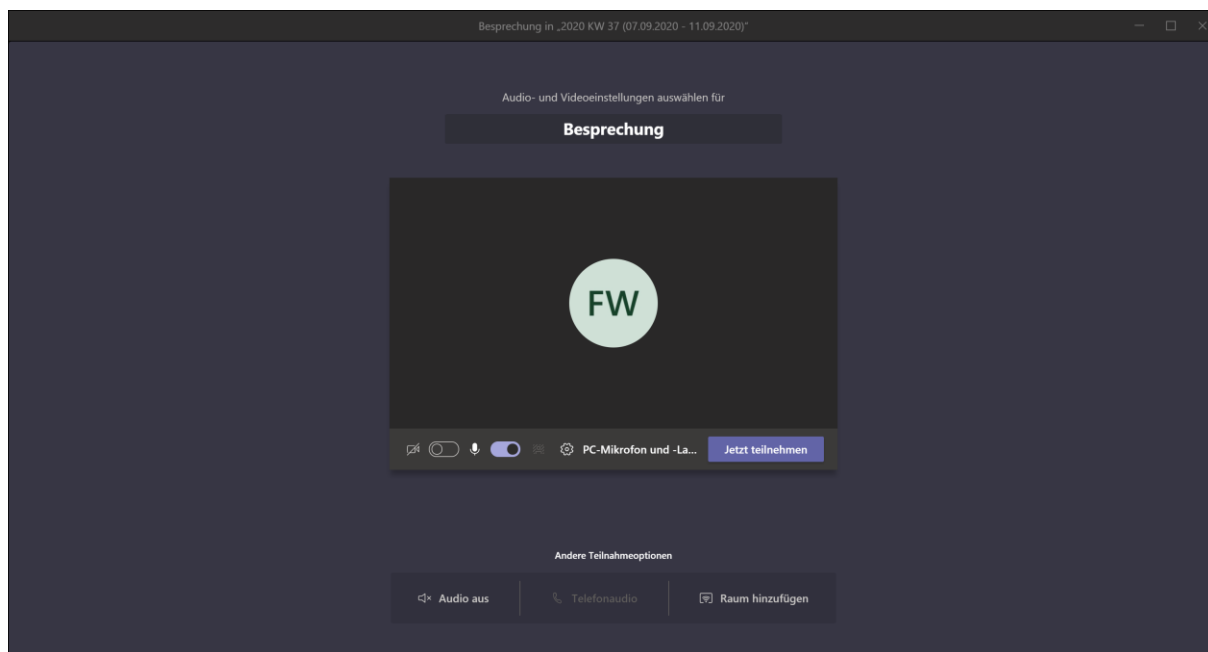 Besprechung in „2020 KW 37 (07.09.2020 - 11.09.2020)“
Audio- und Videoeinstellungen auswählen für
Besprechung
FW
PC-Mikrofon und -La... Jetzt teilnehmen
Andere Teilnahmeoptionen
Audio aus Telefonaudio Raum hinzufügen